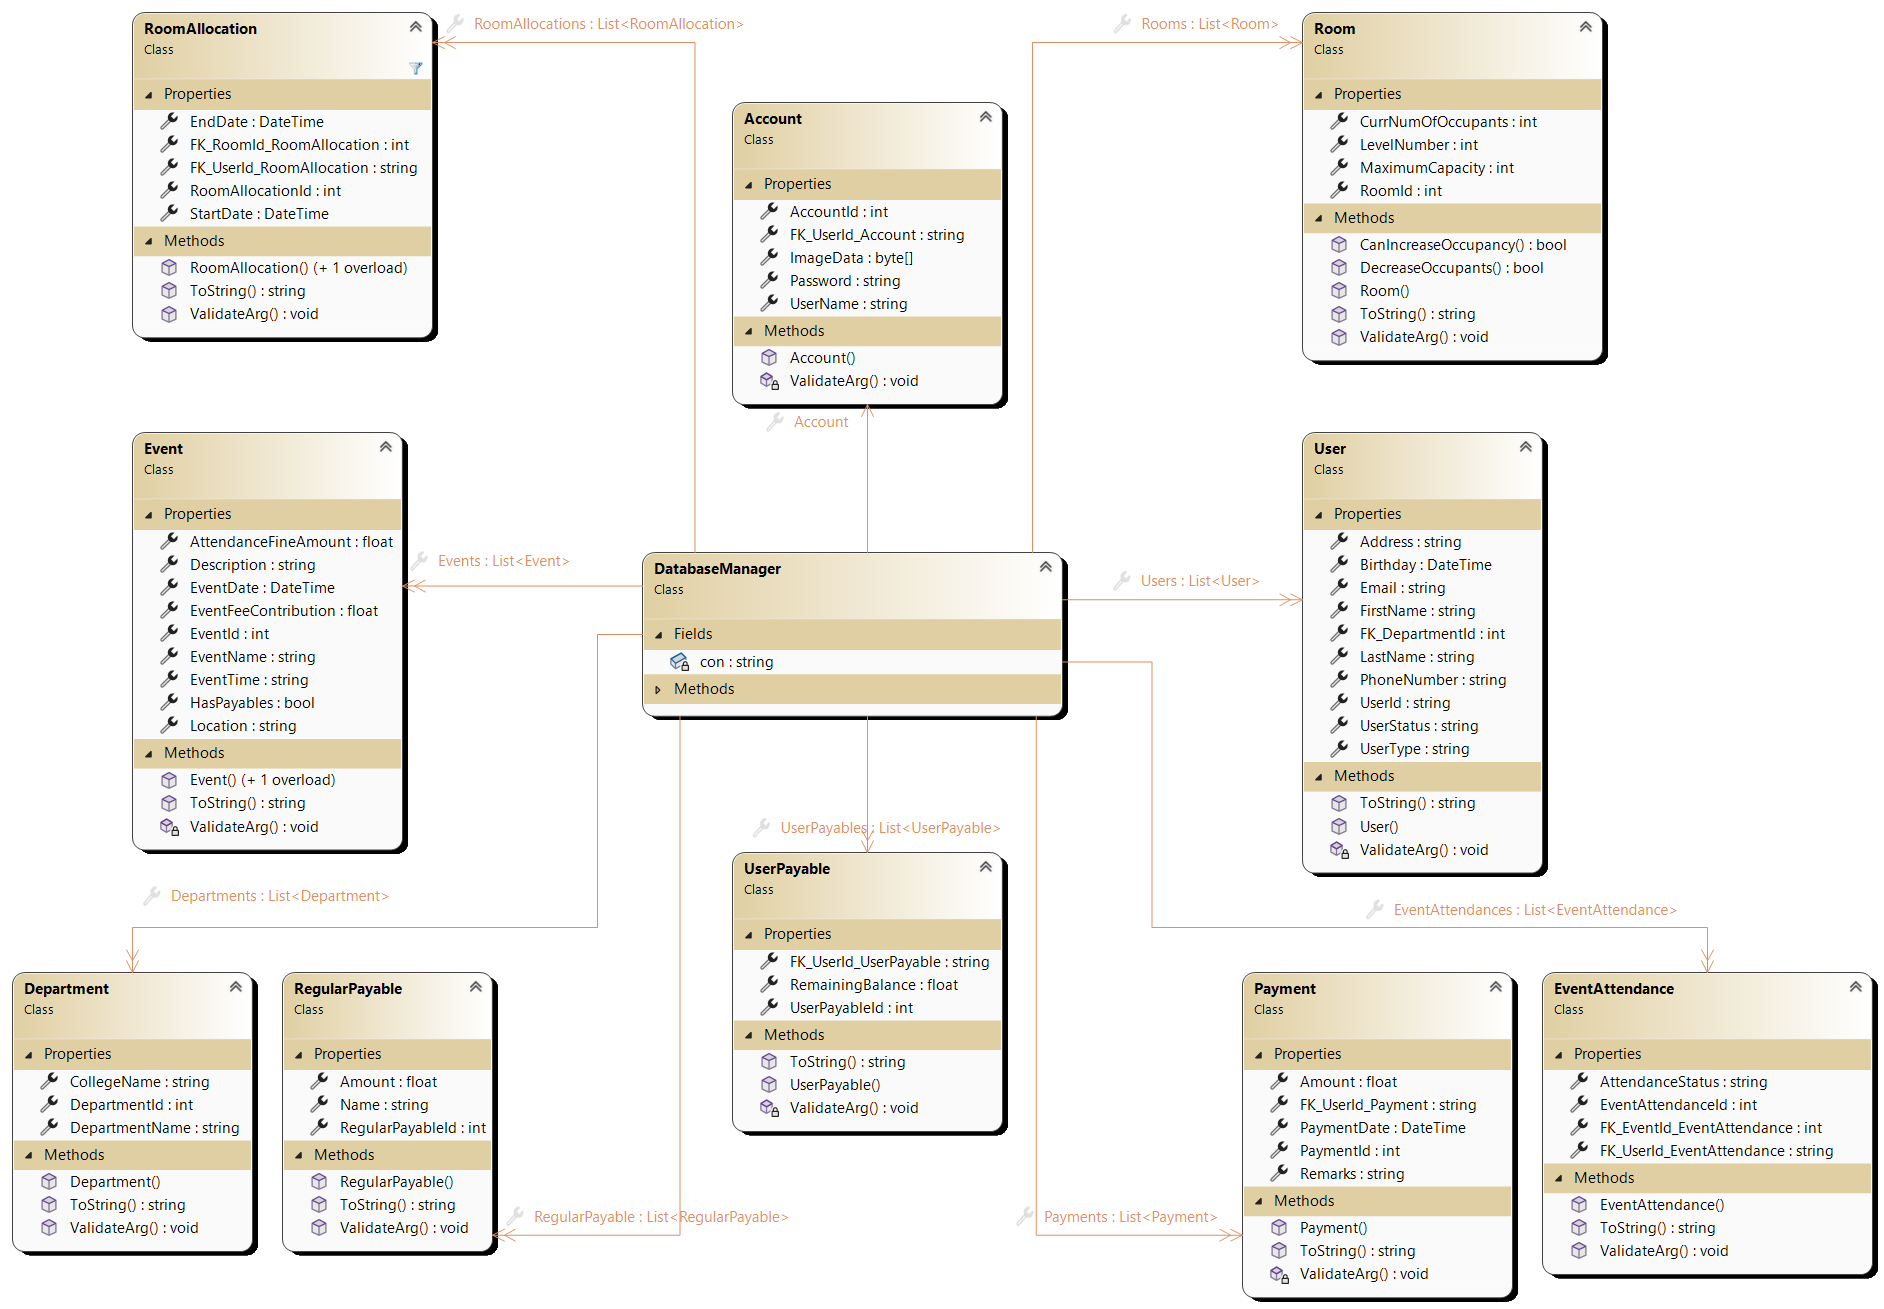 RoomAllocation
Class
Properties
EndDate : DateTime
FK_RoomId_RoomAllocation : int
FK_UserId_RoomAllocation : string
RoomAllocationId : int
StartDate : DateTime
Methods
RoomAllocation() (+ 1 overload)
ToString() : string
ValidateArg() : void
RoomAllocations : List<RoomAllocation>
Account
Class
Properties
AccountId : int
FK_UserId_Account : string
ImageData : byte[]
Password : string
UserName : string
Methods
Account()
ValidateArg() : void
Account
Rooms : List<Room>
Room
Class
Properties
CurrNumOfOccupants : int
LevelNumber : int
MaximumCapacity : int
RoomId : int
Methods
CanIncreaseOccupancy() : bool
DecreaseOccupants() : bool
Room()
ToString() : string
ValidateArg() : void
Event
Class
Properties
AttendanceFineAmount : float
Description : string
EventDate : DateTime
EventFeeContribution : float
EventId : int
EventName : string
EventTime : string
HasPayables : bool
Location : string
Methods
Event() (+ 1 overload)
ToString() : string
ValidateArg() : void
Events : List<Event>
DatabaseManager
Class
Fields
con : string
Methods
Users : List<User>
User
Class
Properties
Address : string
Birthday : DateTime
Email : string
FirstName : string
FK_DepartmentId : int
LastName : string
PhoneNumber : string
UserId : string
UserStatus : string
UserType : string
Methods
ToString() : string
User()
ValidateArg() : void
Departments : List<Department>
Department
Class
Properties
CollegeName : string
DepartmentId : int
DepartmentName : string
Methods
Department()
ToString() : string
ValidateArg() : void
RegularPayable
Class
Properties
Amount : float
Name : string
RegularPayableId : int
Methods
RegularPayable()
ToString() : string
ValidateArg() : void
RegularPayable : List<RegularPayable>
UserPayables : List<UserPayable>
UserPayable
Class
Properties
FK_UserId_UserPayable : string
RemainingBalance : float
UserPayableId : int
Methods
ToString() : string
UserPayable()
ValidateArg() : void
Payments : List<Payment>
Payment
Class
Properties
Amount : float
FK_UserId_Payment : string
PaymentDate : DateTime
PaymentId : int
Remarks : string
Methods
Payment()
ToString() : string
ValidateArg() : void
EventAttendances : List<EventAttendance>
EventAttendance
Class
Properties
AttendanceStatus : string
EventAttendanceId : int
FK_EventId_EventAttendance : int
FK_UserId_EventAttendance : string
Methods
EventAttendance()
ToString() : string
ValidateArg() : void